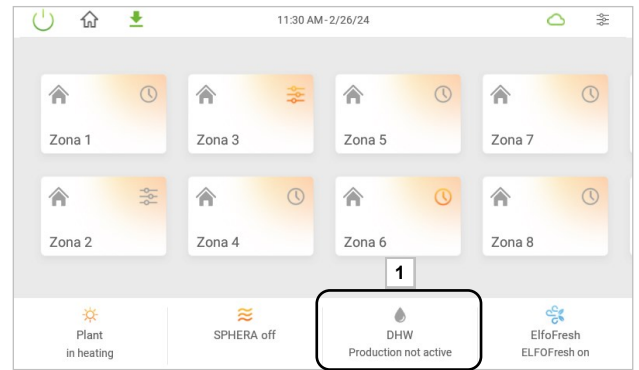 11:30 AM-2/26/24
Zona 1
Zona 3
Zona 5
Zona 7
Zona 2
Zona 4
Zona 6
Zona 8
1
Plant
in heating
SPHERA off
DHW
Production not active
ElfoFresh
ELFOFresh on